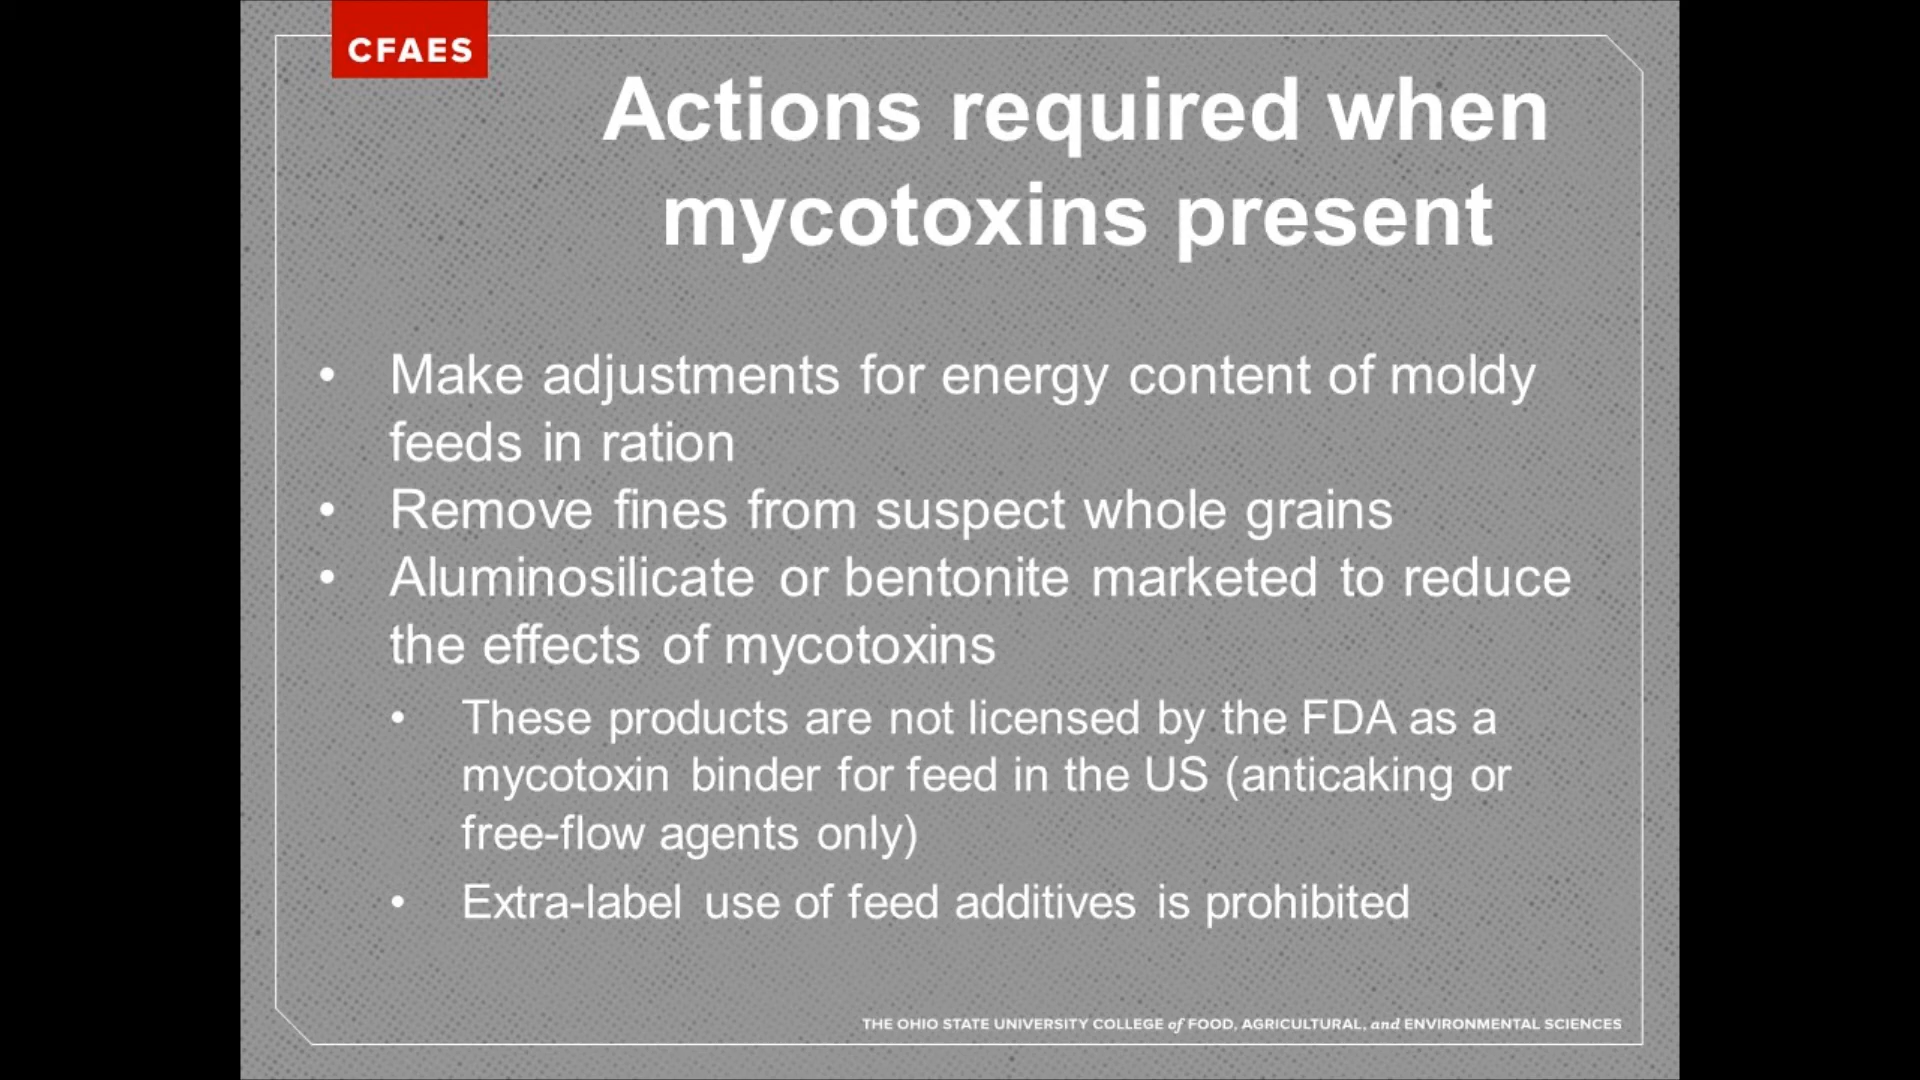 CFAES
Actions required when
mycotoxins present
• Make adjustments for energy content of moldy
feeds in ration
• Remove fines from suspect whole grains
• Aluminosilicate or bentonite marketed to reduce
the effects of mycotoxins
• These products are not licensed by the FDA as a
mycotoxin binder for feed in the US (anticaking or
free-flow agents only)
• Extra-label use of feed additives is prohibited
THE OHIO STATE UNIVERSITY COLLEGE of FOOD, AGRICULTURAL, and ENVIRONMENTAL SCIENCES